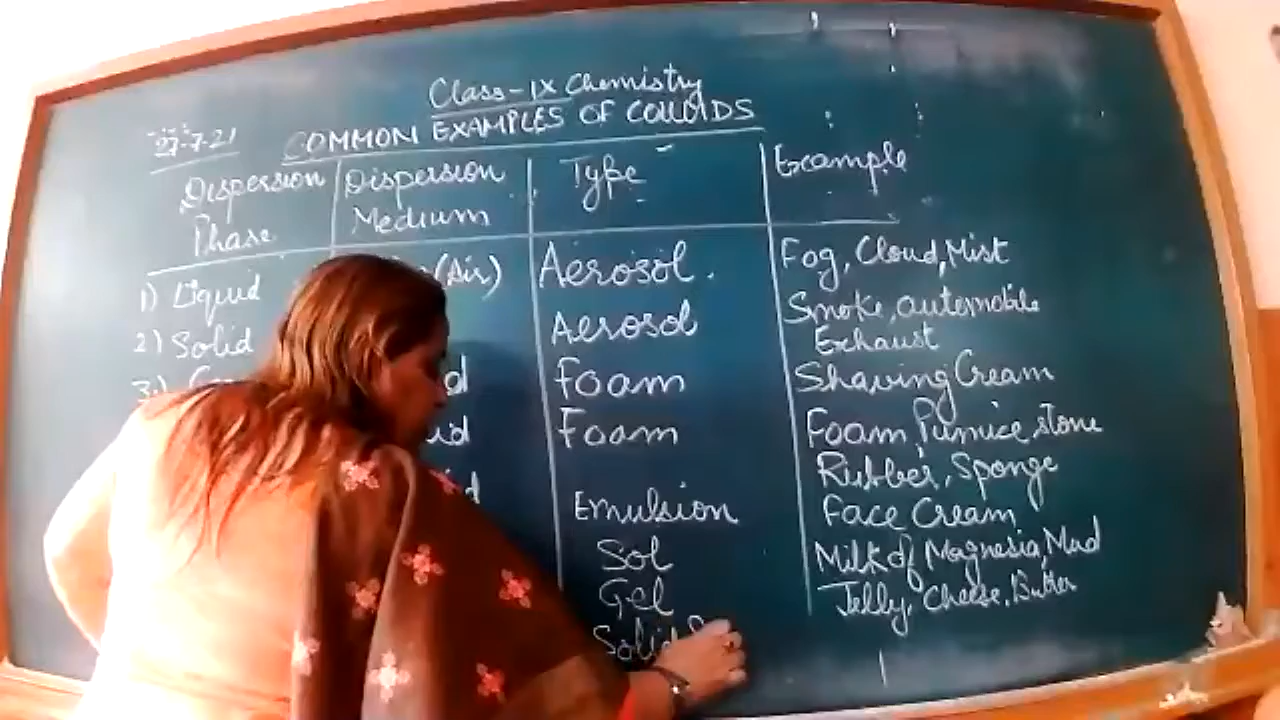 Class-IX Chemistry
27-7-21 COMMON EXAMPLES OF COLLOIDS
Dispersion Phase
Dispersion Medium
Type
Example
1) Liquid (Air) Aerosol. Fog, Cloud, Mist
2) Solid Aerosol Smoke, automobile
Exhaust
3) Foam Shaving Cream
Foam Foam, Pumice, stone
Rubber, Sponge
Emulsion Face Cream
Sol Milk of Magnesia, Mud
Gel Jelly, Cheese, Butter
Solid